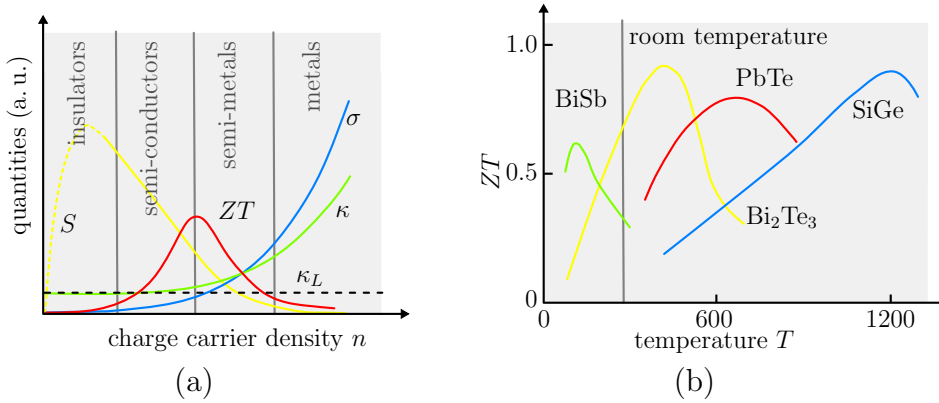 quantities (a. u.)
insulators
semi-conductors
semi-metals
metals
S
ZT
σ
κ
κ_L
charge carrier density n
(a)
ZT
1.0
0.5
0
room temperature
BiSb
PbTe
SiGe
Bi₂Te₃
0
600
1200
temperature T
(b)